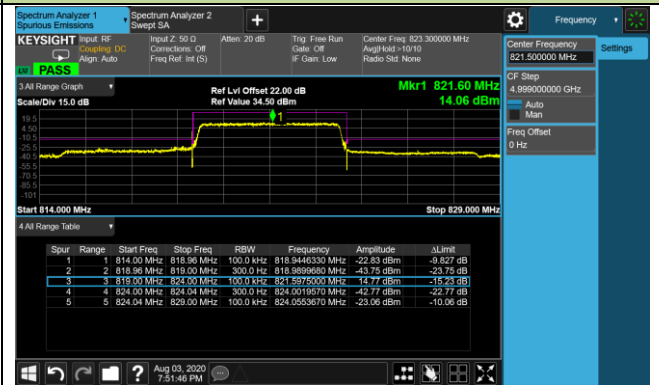 Spectrum Analyzer 1
Spurious Emissions
Spectrum Analyzer 2
Swept SA
Frequency
KEYSIGHT
Input: RF
Coupling: DC
Align: Auto
Input Z: 50 Ω
Corrections: Off
Freq Ref: Int (S)
Atten: 20 dB
Trig: Free Run
Gate: Off
IF Gain: Low
Center Freq: 823.300000 MHz
Avg|Hold:>10/10
Radio Std: None
PASS
Center Frequency
821.500000 MHz
Settings
CF Step
4.999000000 GHz
Auto
Man
Freq Offset
0 Hz
3 All Range Graph
Scale/Div 15.0 dB
Ref Lvl Offset 22.00 dB
Ref Value 34.50 dBm
Mkr1 821.60 MHz
14.06 dBm
1
19.5
4.50
-10.5
-25.5
-40.5
-55.5
-70.5
-85.5
-101
Start 814.000 MHz
Stop 829.000 MHz
4 All Range Table
Spur Range Start Freq Stop Freq RBW Frequency Amplitude ΔLimit
1 1 814.00 MHz 818.96 MHz 100.0 kHz 818.9446330 MHz -22.83 dBm -9.827 dB
2 2 818.96 MHz 819.00 MHz 300.0 Hz 818.9899680 MHz -43.75 dBm -23.75 dB
3 3 819.00 MHz 824.00 MHz 100.0 kHz 821.5975000 MHz 14.77 dBm -15.23 dB
4 4 824.00 MHz 824.04 MHz 300.0 Hz 824.0019570 MHz -42.77 dBm -22.77 dB
5 5 824.04 MHz 829.00 MHz 100.0 kHz 824.0553670 MHz -23.06 dBm -10.06 dB
Aug 03, 2020
7:51:46 PM